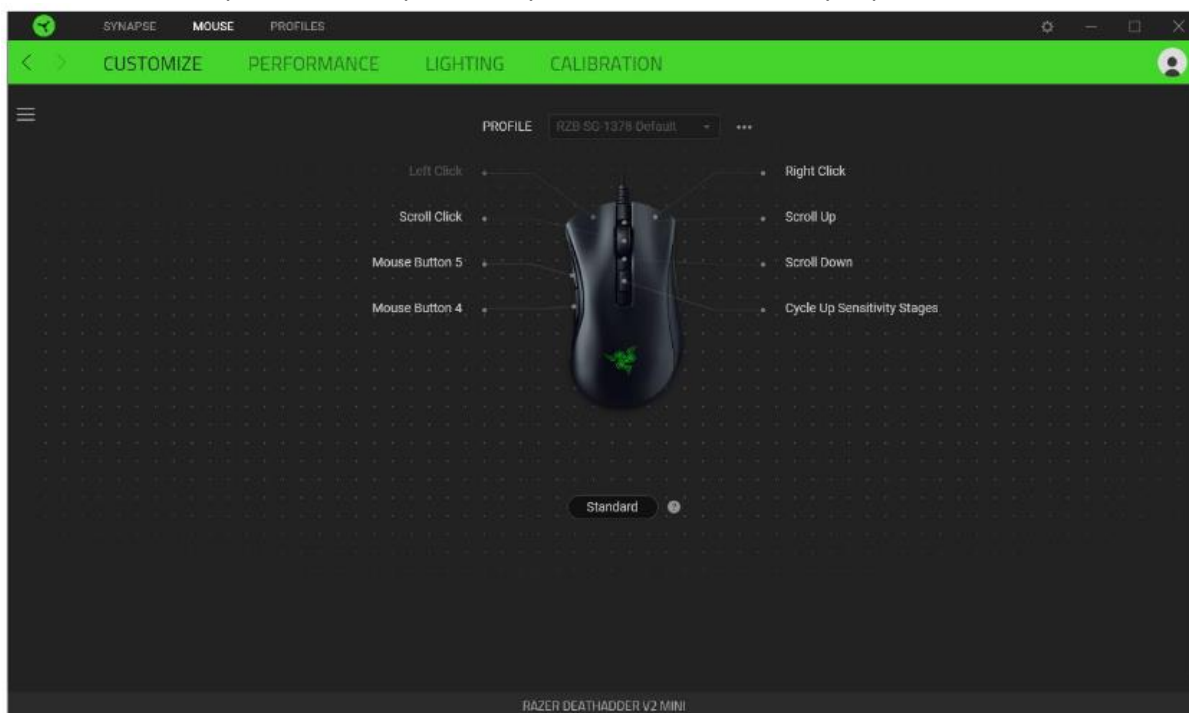 SYNAPSE MOUSE PROFILES
CUSTOMIZE PERFORMANCE LIGHTING CALIBRATION
PROFILE RZB-SG-1378-Default
Left Click
Right Click
Scroll Click
Scroll Up
Mouse Button 5
Scroll Down
Mouse Button 4
Cycle Up Sensitivity Stages
Standard ?
RAZER DEATHADDER V2 MINI